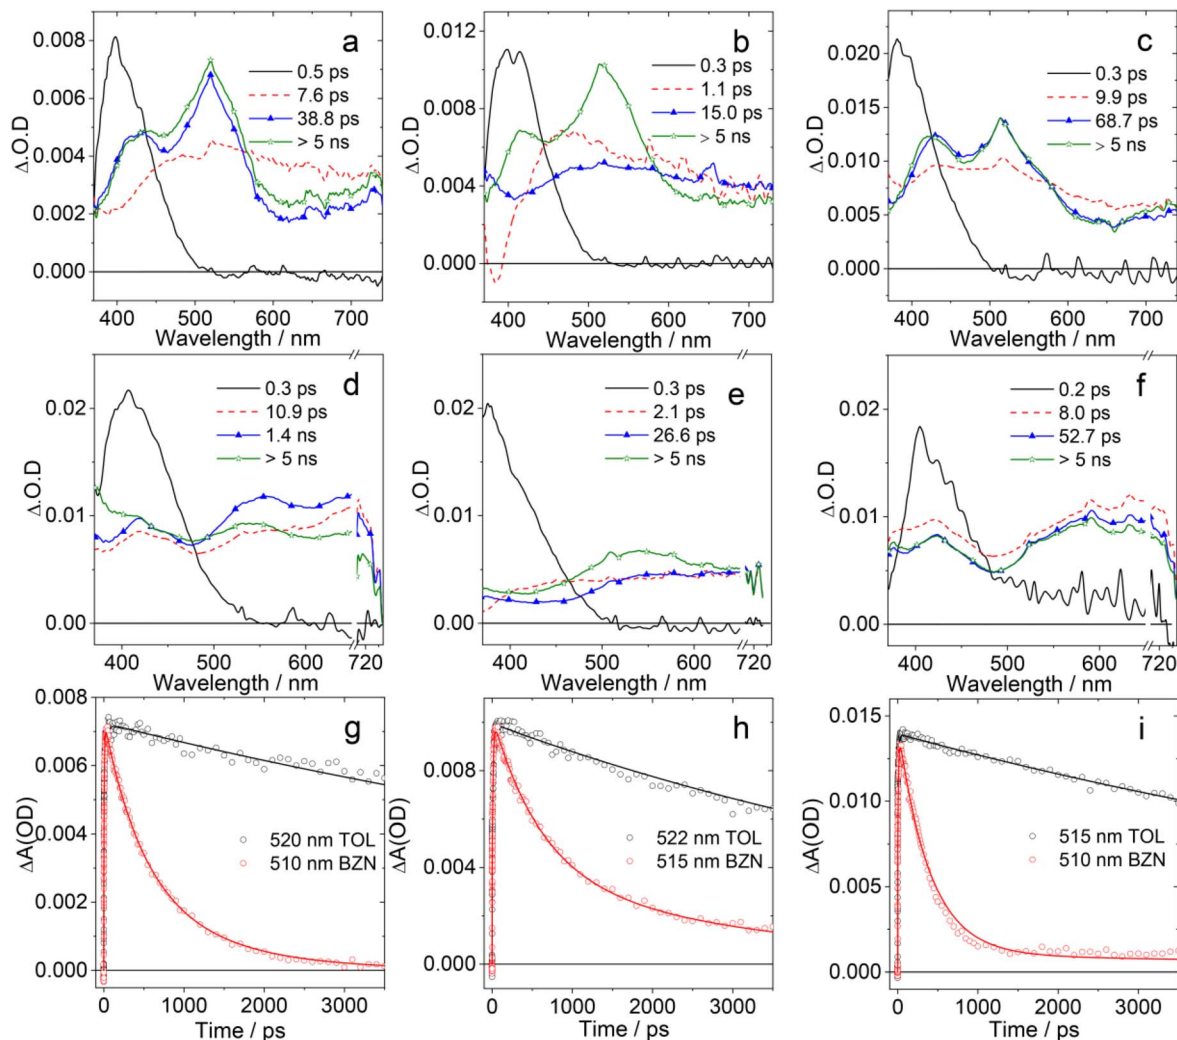 a
0.5 ps
7.6 ps
38.8 ps
> 5 ns
0.008
0.006
0.004
0.002
0.000
Δ.O.D
400 500 600 700
Wavelength / nm
b
0.3 ps
1.1 ps
15.0 ps
> 5 ns
0.012
0.008
0.004
0.000
Δ.O.D
400 500 600 700
Wavelength / nm
c
0.3 ps
9.9 ps
68.7 ps
> 5 ns
0.020
0.015
0.010
0.005
0.000
Δ.O.D
400 500 600 700
Wavelength / nm
d
0.3 ps
10.9 ps
1.4 ns
> 5 ns
0.02
0.01
0.00
Δ.O.D
400 500 600 720
Wavelength / nm
e
0.3 ps
2.1 ps
26.6 ps
> 5 ns
0.02
0.01
0.00
Δ.O.D
400 500 600 720
Wavelength / nm
f
0.2 ps
8.0 ps
52.7 ps
> 5 ns
0.02
0.01
0.00
Δ.O.D
400 500 600 720
Wavelength / nm
g
520 nm TOL
510 nm BZN
0.008
0.006
0.004
0.002
0.000
ΔA(OD)
0 1000 2000 3000
Time / ps
h
522 nm TOL
515 nm BZN
0.008
0.004
0.000
ΔA(OD)
0 1000 2000 3000
Time / ps
i
515 nm TOL
510 nm BZN
0.015
0.010
0.005
0.000
ΔA(OD)
0 1000 2000 3000
Time / ps